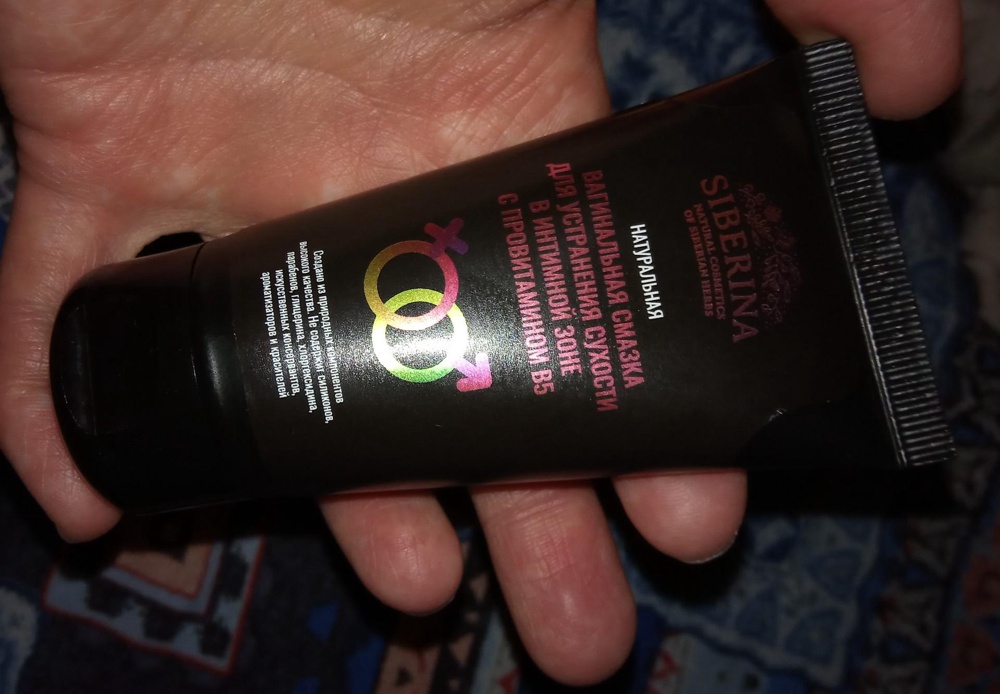 SIBERINA
NATURAL COSMETICS
OF SIBERIAN HERBS
НАТУРАЛЬНАЯ
ВАГИНАЛЬНАЯ СМАЗКА
ДЛЯ УСТРАНЕНИЯ СУХОСТИ
В ИНТИМНОЙ ЗОНЕ
С ПРОВИТАМИНОМ B5
Создано из природных компонентов
высокого качества. Не содержит силиконов,
парабенов, глицерина, хлоргексидина,
искусственных консервантов,
ароматизаторов и красителей